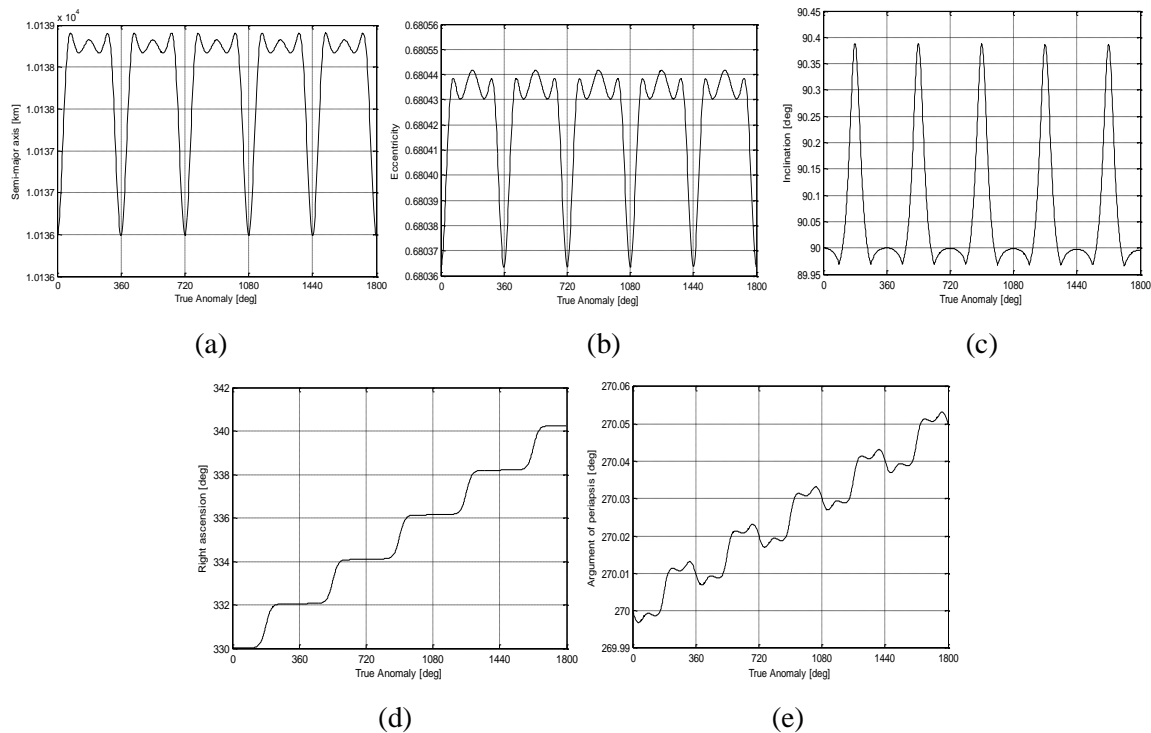 x 10⁴
1.0139
1.0139
1.0138
1.0138
1.0137
1.0137
1.0136
1.0136
Semi-major axis [km]
0 360 720 1080 1440 1800
True Anomaly [deg]
(a)
0.68056
0.68055
0.68044
0.68043
0.68042
0.68041
0.68040
0.68039
0.68038
0.68037
0.68036
Eccentricity
0 360 720 1080 1440 1800
True Anomaly [deg]
(b)
90.45
90.4
90.35
90.3
90.25
90.2
90.15
90.1
90.05
90
89.95
Inclination [deg]
0 360 720 1080 1440 1800
True Anomaly [deg]
(c)
342
340
338
336
334
332
330
Right ascension [deg]
0 360 720 1080 1440 1800
True Anomaly [deg]
(d)
270.06
270.05
270.04
270.03
270.02
270.01
270
269.99
Argument of periapsis [deg]
0 360 720 1080 1440 1800
True Anomaly [deg]
(e)